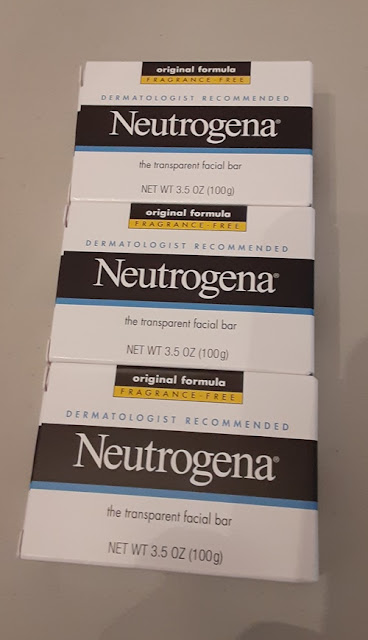 original formula
FRAGRANCE-FREE
DERMATOLOGIST RECOMMENDED
Neutrogena®
the transparent facial bar
NET WT 3.5 OZ (100g)
original formula
FRAGRANCE-FREE
DERMATOLOGIST RECOMMENDED
Neutrogena®
the transparent facial bar
NET WT 3.5 OZ (100g)
original formula
FRAGRANCE-FREE
DERMATOLOGIST RECOMMENDED
Neutrogena®
the transparent facial bar
NET WT 3.5 OZ (100g)